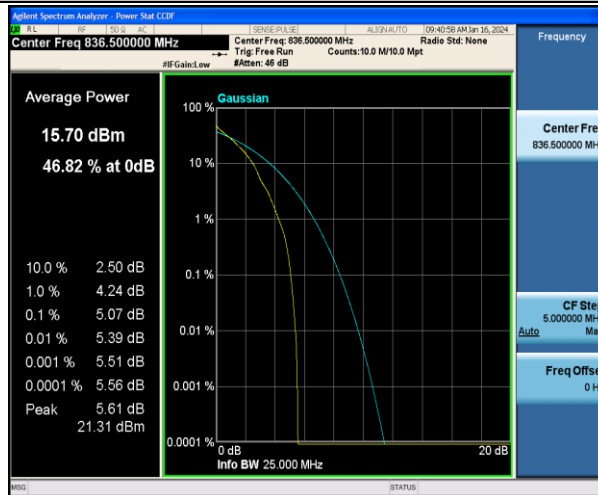 Agilent Spectrum Analyzer - Power Stat CCDF
RL RF 50 Ω AC SENSE:PULSE ALIGNAUTO 09:40:58 AM Jan 16, 2024
Center Freq 836.500000 MHz
Center Freq: 836.500000 MHz Radio Std: None
Trig: Free Run Counts:10.0 M/10.0 Mpt
#IFGain:Low #Atten: 46 dB
Frequency
Average Power
15.70 dBm
46.82 % at 0dB
10.0 % 2.50 dB
1.0 % 4.24 dB
0.1 % 5.07 dB
0.01 % 5.39 dB
0.001 % 5.51 dB
0.0001 % 5.56 dB
Peak 5.61 dB
21.31 dBm
Gaussian
100 %
10 %
1 %
0.1 %
0.01 %
0.001 %
0.0001 %
0 dB 20 dB
Info BW 25.000 MHz
Center Fre
836.500000 MH
CF Ste
5.000000 MH
Auto Ma
Freq Offse
0 H
MSG STATUS